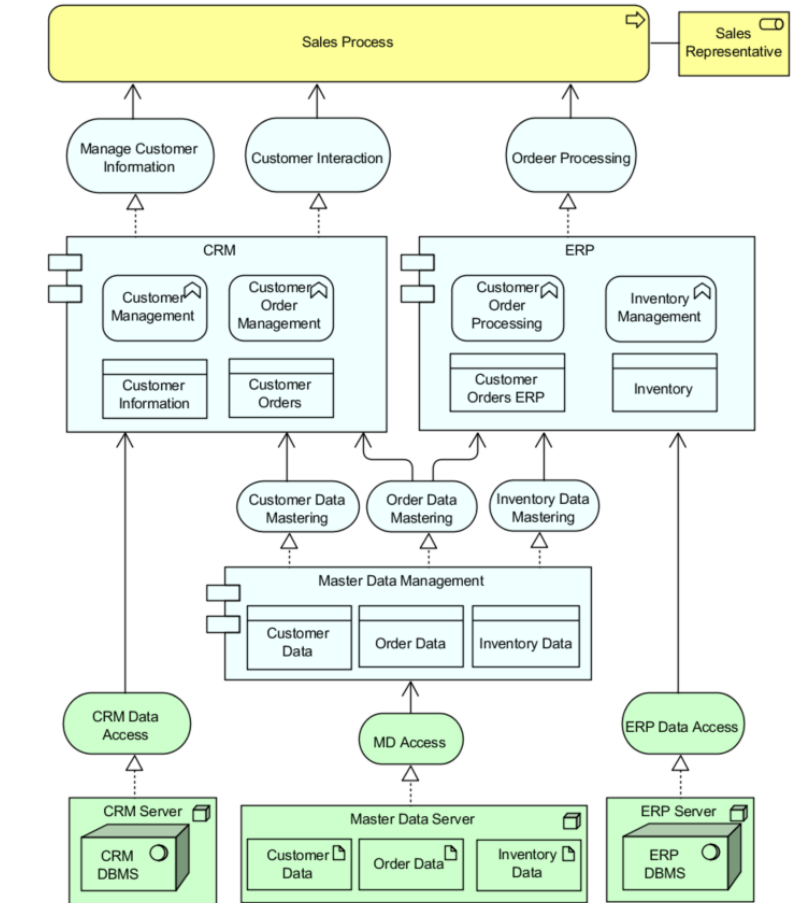 Sales Process
Sales
Representative
Manage Customer
Information
Customer Interaction
Ordeer Processing
CRM
Customer
Management
Customer
Order
Management
Customer
Information
Customer
Orders
ERP
Customer
Order
Processing
Inventory
Management
Customer
Orders ERP
Inventory
Customer Data
Mastering
Order Data
Mastering
Inventory Data
Mastering
Master Data Management
Customer
Data
Order Data
Inventory Data
CRM Data
Access
MD Access
ERP Data Access
CRM Server
CRM
DBMS
Master Data Server
Customer
Data
Order Data
Inventory
Data
ERP Server
ERP
DBMS